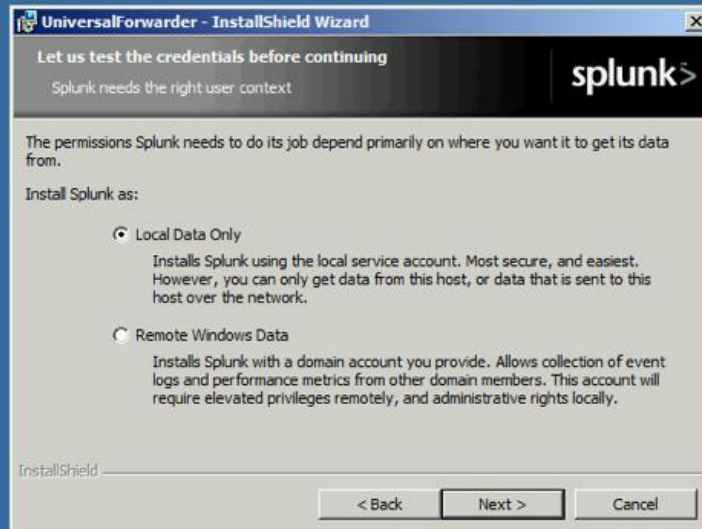 UniversalForwarder - InstallShield Wizard
Let us test the credentials before continuing
Splunk needs the right user context
splunk>
The permissions Splunk needs to do its job depend primarily on where you want it to get its data
from.
Install Splunk as:
Local Data Only
Installs Splunk using the local service account. Most secure, and easiest.
However, you can only get data from this host, or data that is sent to this
host over the network.
Remote Windows Data
Installs Splunk with a domain account you provide. Allows collection of event
logs and performance metrics from other domain members. This account will
require elevated privileges remotely, and administrative rights locally.
InstallShield
< Back Next > Cancel